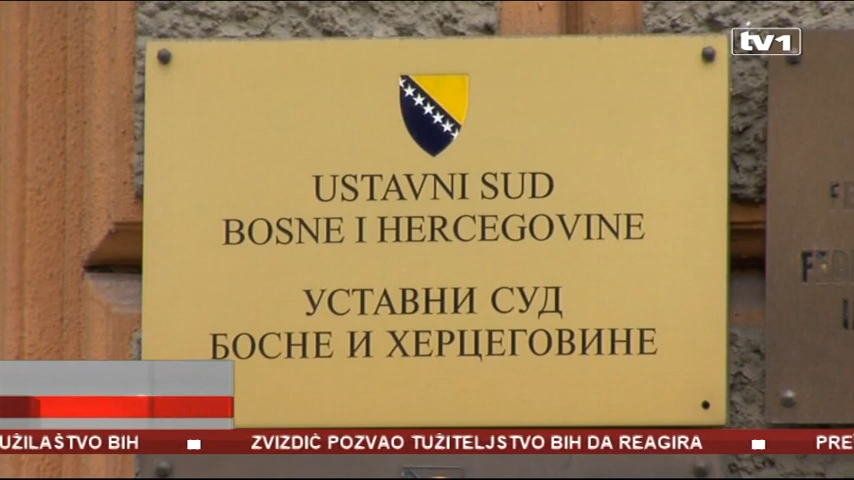 tv1
USTAVNI SUD
BOSNE I HERCEGOVINE
УСТАВНИ СУД
БОСНЕ И ХЕРЦЕГОВИНЕ
UŽILAŠTVO BIH ■ ZVIZDIĆ POZVAO TUŽITELJSTVO BIH DA REAGIRA ■ PRE